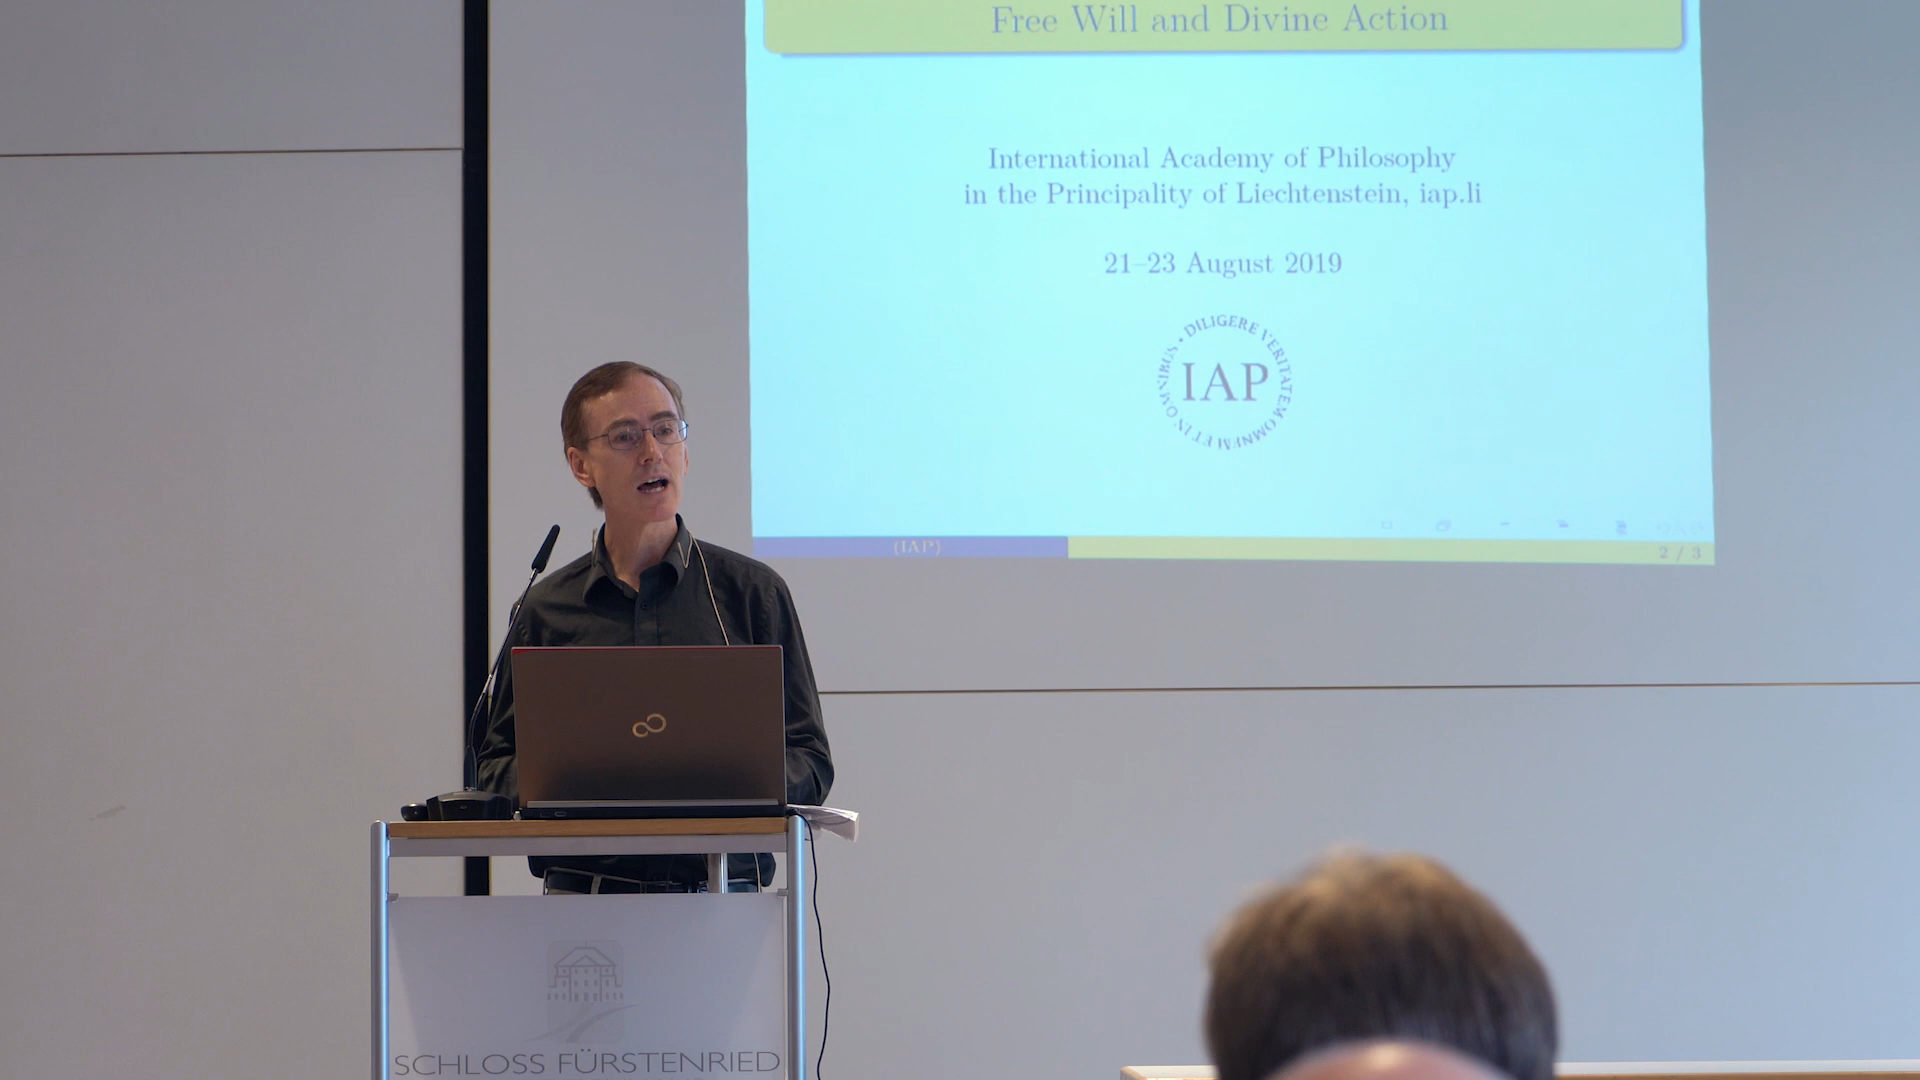 Free Will and Divine Action
International Academy of Philosophy
in the Principality of Liechtenstein, iap.li
21–23 August 2019
· DILIGERE VERITATEM OMNEM ET IN OMNIBUS
IAP
(IAP)
2 / 3
SCHLOSS FÜRSTENRIED